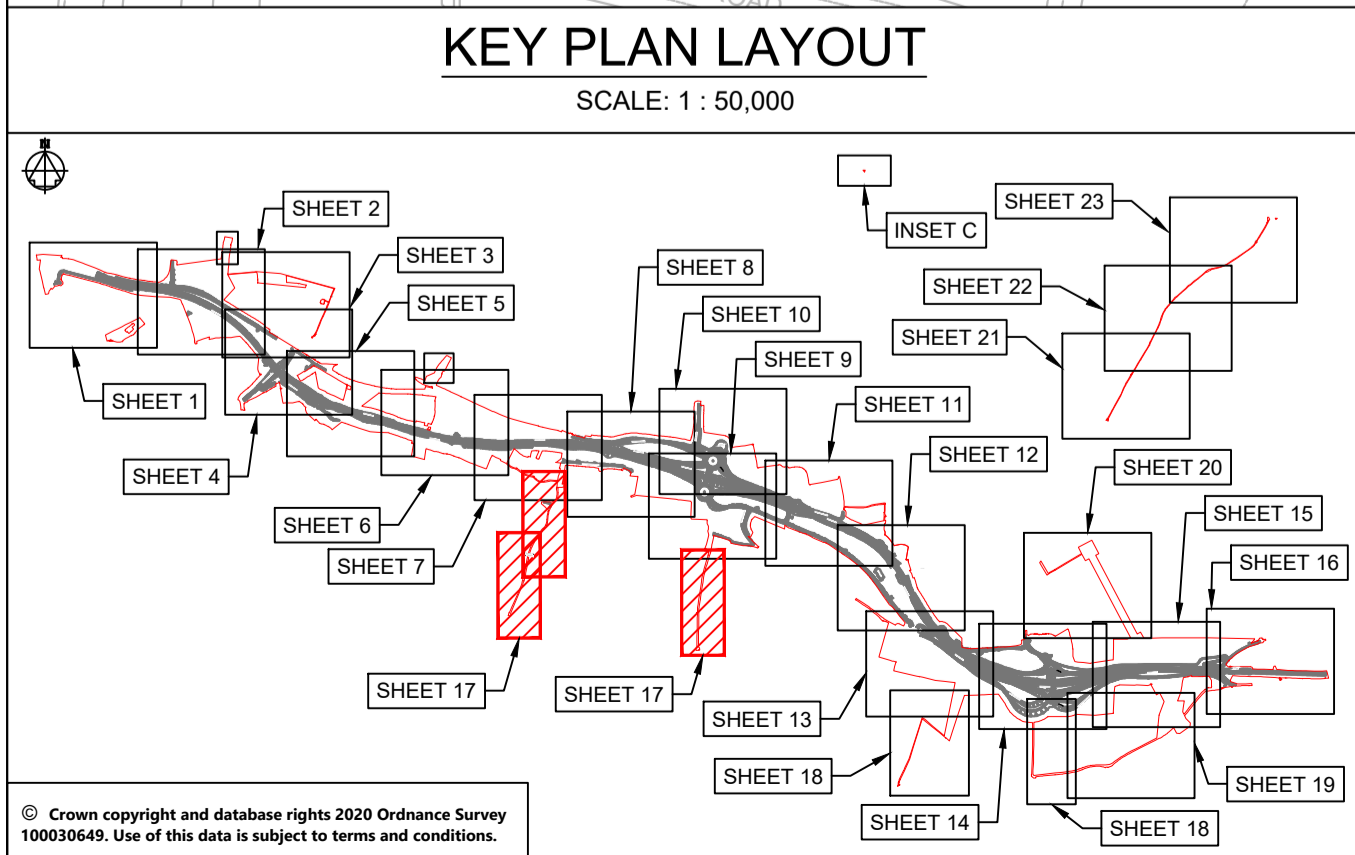 ROAD
KEY PLAN LAYOUT
SCALE: 1 : 50,000
N
SHEET 23
SHEET 2
INSET C
SHEET 3
SHEET 8
SHEET 22
SHEET 5
SHEET 10
SHEET 21
SHEET 9
SHEET 1
SHEET 11
SHEET 12
SHEET 4
SHEET 20
SHEET 15
SHEET 6
SHEET 16
SHEET 7
SHEET 17
SHEET 17
SHEET 13
SHEET 18
SHEET 19
SHEET 14
SHEET 18
© Crown copyright and database rights 2020 Ordnance Survey
100030649. Use of this data is subject to terms and conditions.